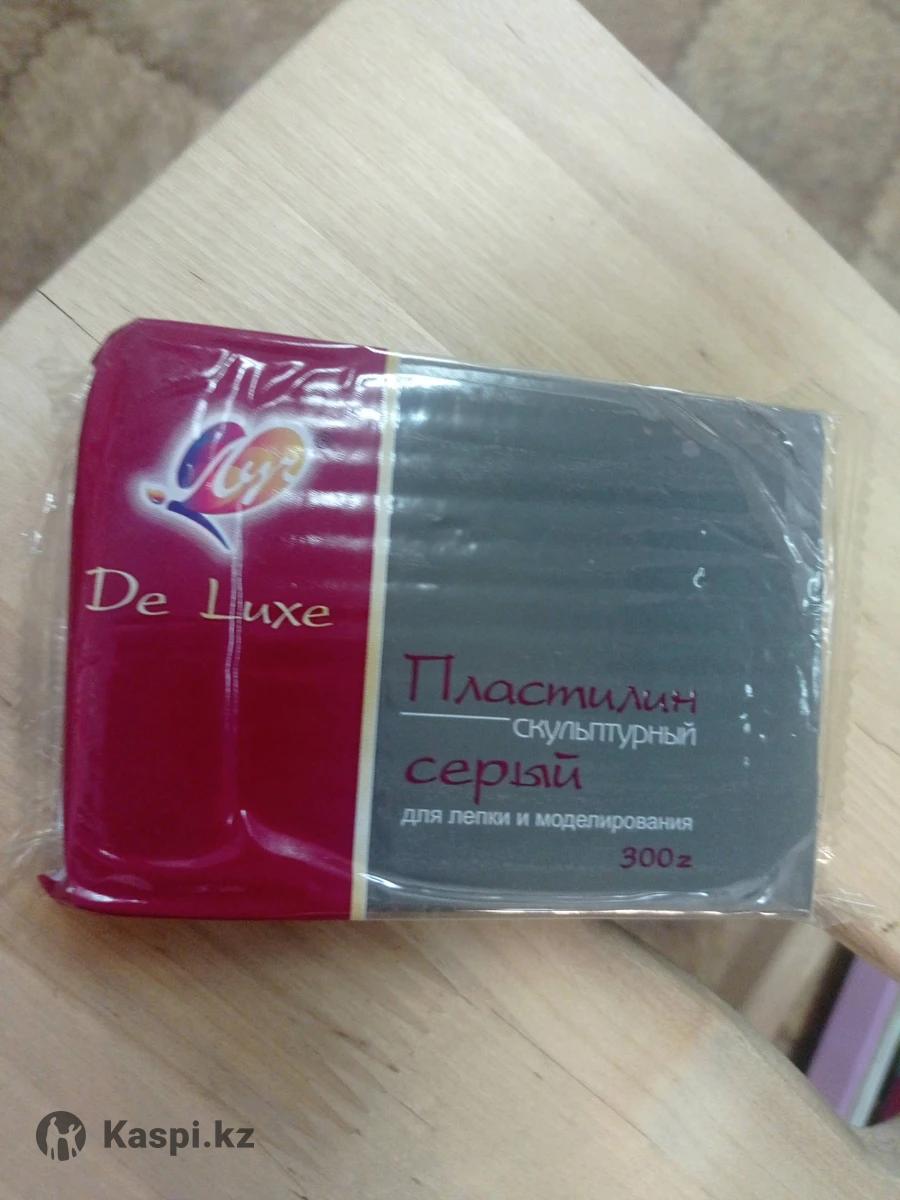 Луч
De Luxe
Пластилин
скульптурный
серый
для лепки и моделирования
300г
Kaspi.kz